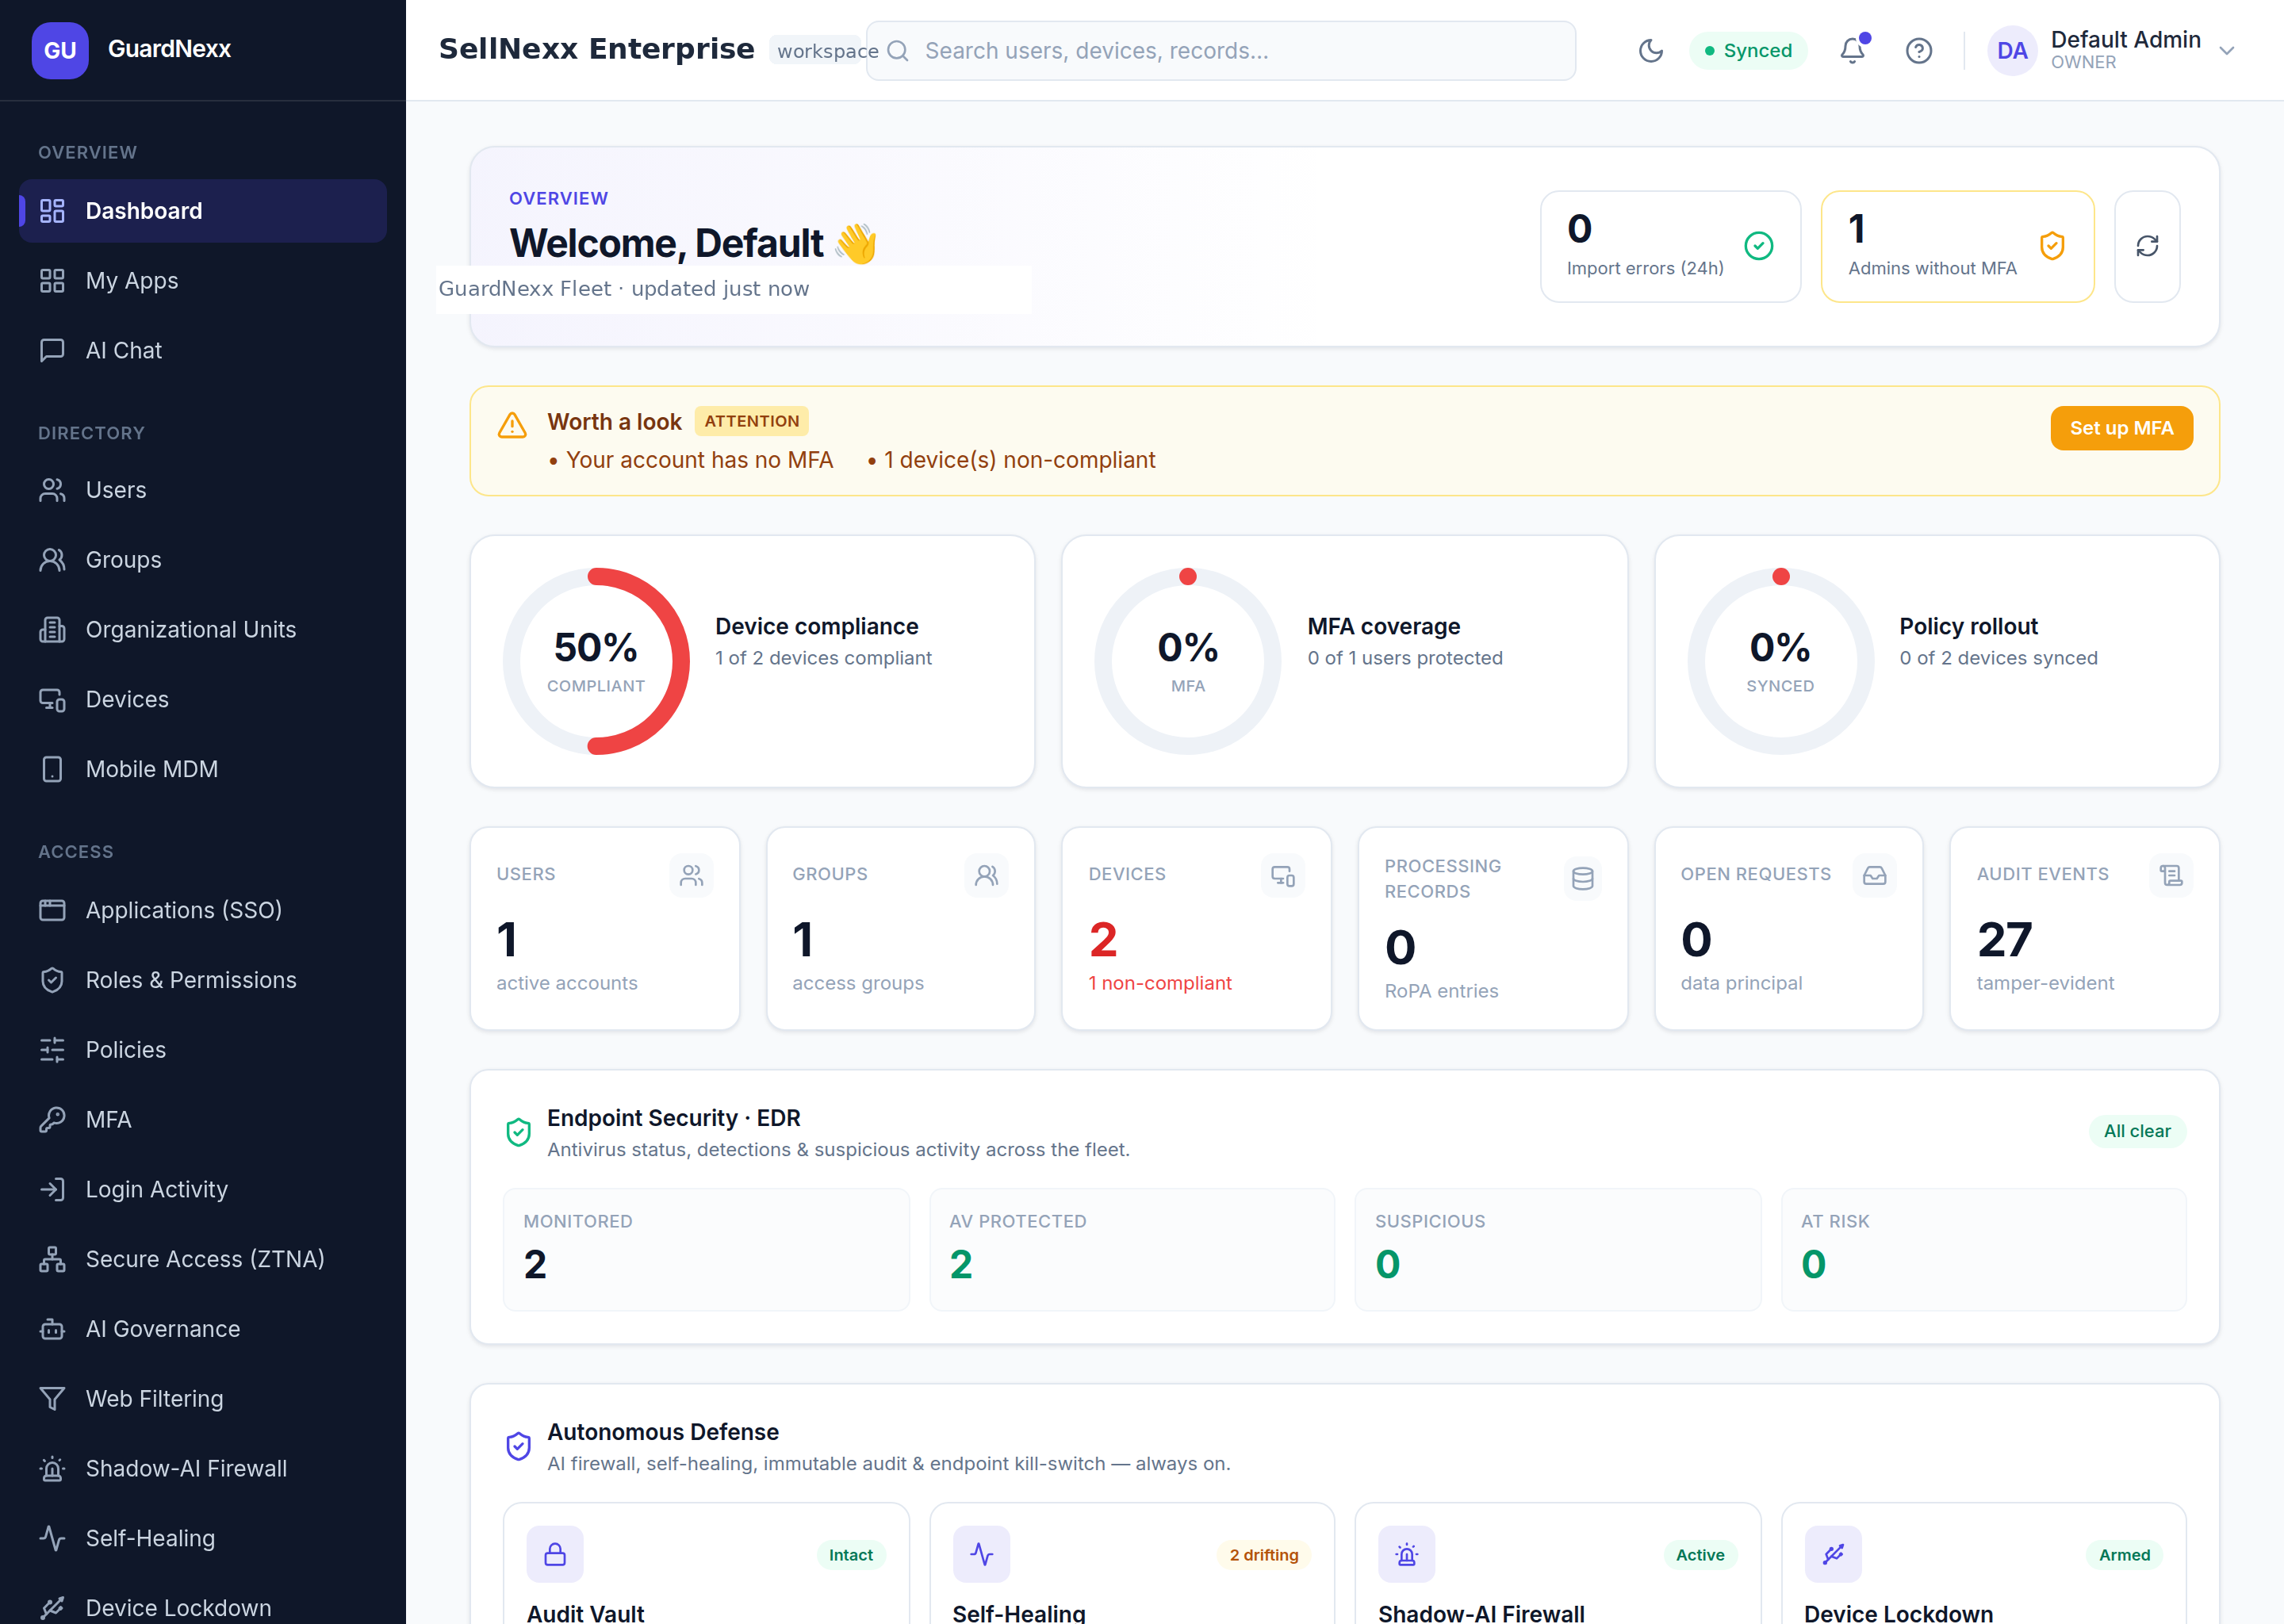 GU
GuardNexx
SellNexx Enterprise
workspace
Search users, devices, records...
Synced
DA
Default Admin
OWNER
OVERVIEW
Dashboard
My Apps
AI Chat
DIRECTORY
Users
Groups
Organizational Units
Devices
Mobile MDM
ACCESS
Applications (SSO)
Roles & Permissions
Policies
MFA
Login Activity
Secure Access (ZTNA)
AI Governance
Web Filtering
Shadow-AI Firewall
Self-Healing
Device Lockdown
OVERVIEW
Welcome, Default 👋
GuardNexx Fleet · updated just now
0
Import errors (24h)
1
Admins without MFA
Worth a look
ATTENTION
• Your account has no MFA
• 1 device(s) non-compliant
Set up MFA
50%
COMPLIANT
Device compliance
1 of 2 devices compliant
0%
MFA
MFA coverage
0 of 1 users protected
0%
SYNCED
Policy rollout
0 of 2 devices synced
USERS
1
active accounts
GROUPS
1
access groups
DEVICES
2
1 non-compliant
PROCESSING
RECORDS
0
RoPA entries
OPEN REQUESTS
0
data principal
AUDIT EVENTS
27
tamper-evident
Endpoint Security · EDR
Antivirus status, detections & suspicious activity across the fleet.
All clear
MONITORED
2
AV PROTECTED
2
SUSPICIOUS
0
AT RISK
0
Autonomous Defense
AI firewall, self-healing, immutable audit & endpoint kill-switch — always on.
Intact
Audit Vault
2 drifting
Self-Healing
Active
Shadow-AI Firewall
Armed
Device Lockdown